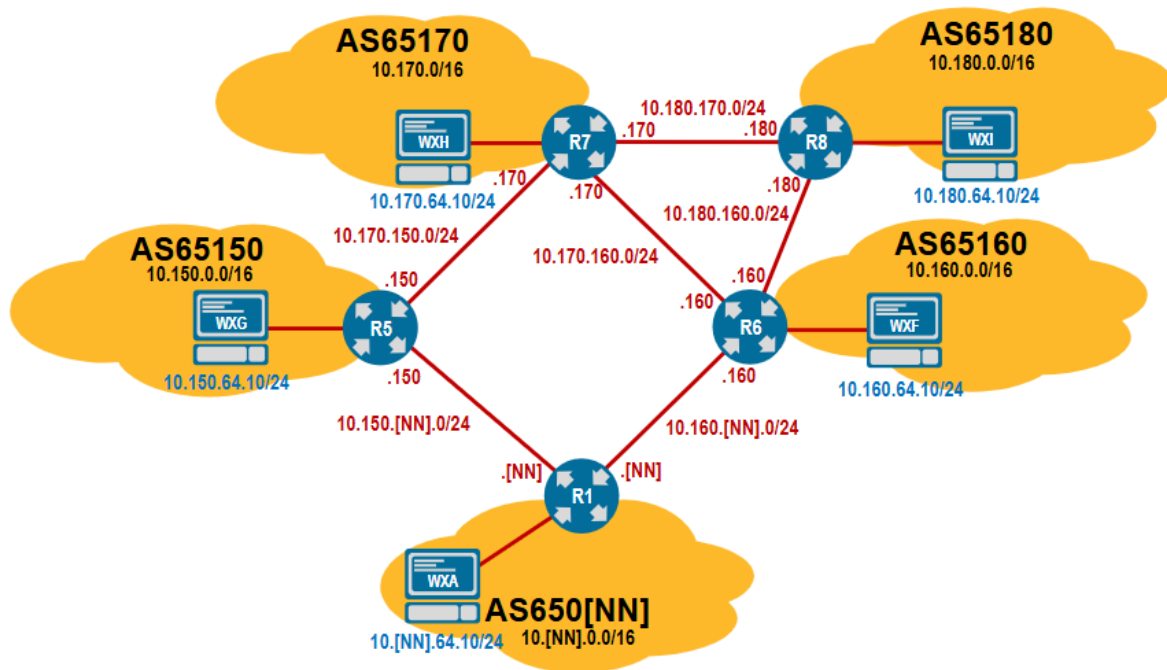 AS65170
10.170.0/16
WXH
10.170.64.10/24
R7
.170
.170
.170
10.180.170.0/24
.180
R8
.180
AS65180
10.180.0.0/16
WXI
10.180.64.10/24
10.170.150.0/24
10.170.160.0/24
10.180.160.0/24
AS65150
10.150.0.0/16
WXG
10.150.64.10/24
.150
R5
.150
.160
.160
R6
.160
AS65160
10.160.0.0/16
WXF
10.160.64.10/24
10.150.[NN].0/24
10.160.[NN].0/24
.[NN]
.[NN]
R1
WXA
AS650[NN]
10.[NN].0.0/16
10.[NN].64.10/24